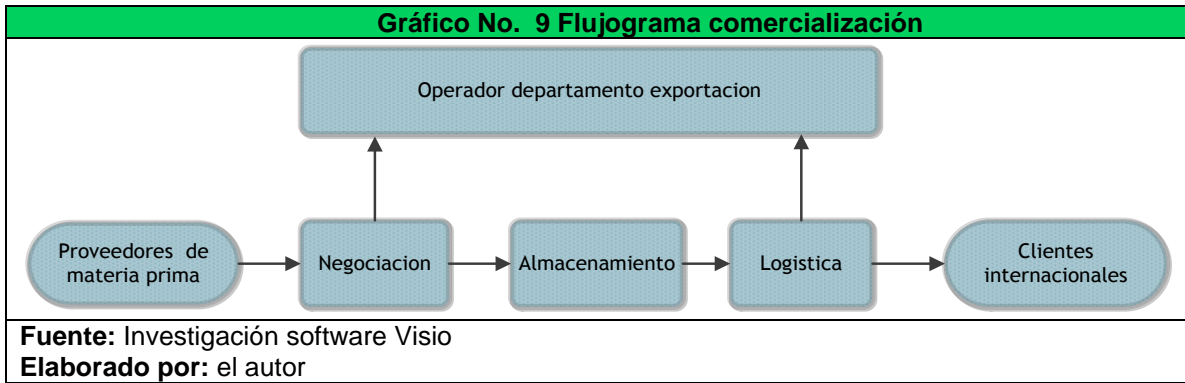 Gráfico No. 9 Flujograma comercialización
Operador departamento exportacion
Proveedores de
materia prima
Negociacion
Almacenamiento
Logistica
Clientes
internacionales
Fuente: Investigación software Visio
Elaborado por: el autor